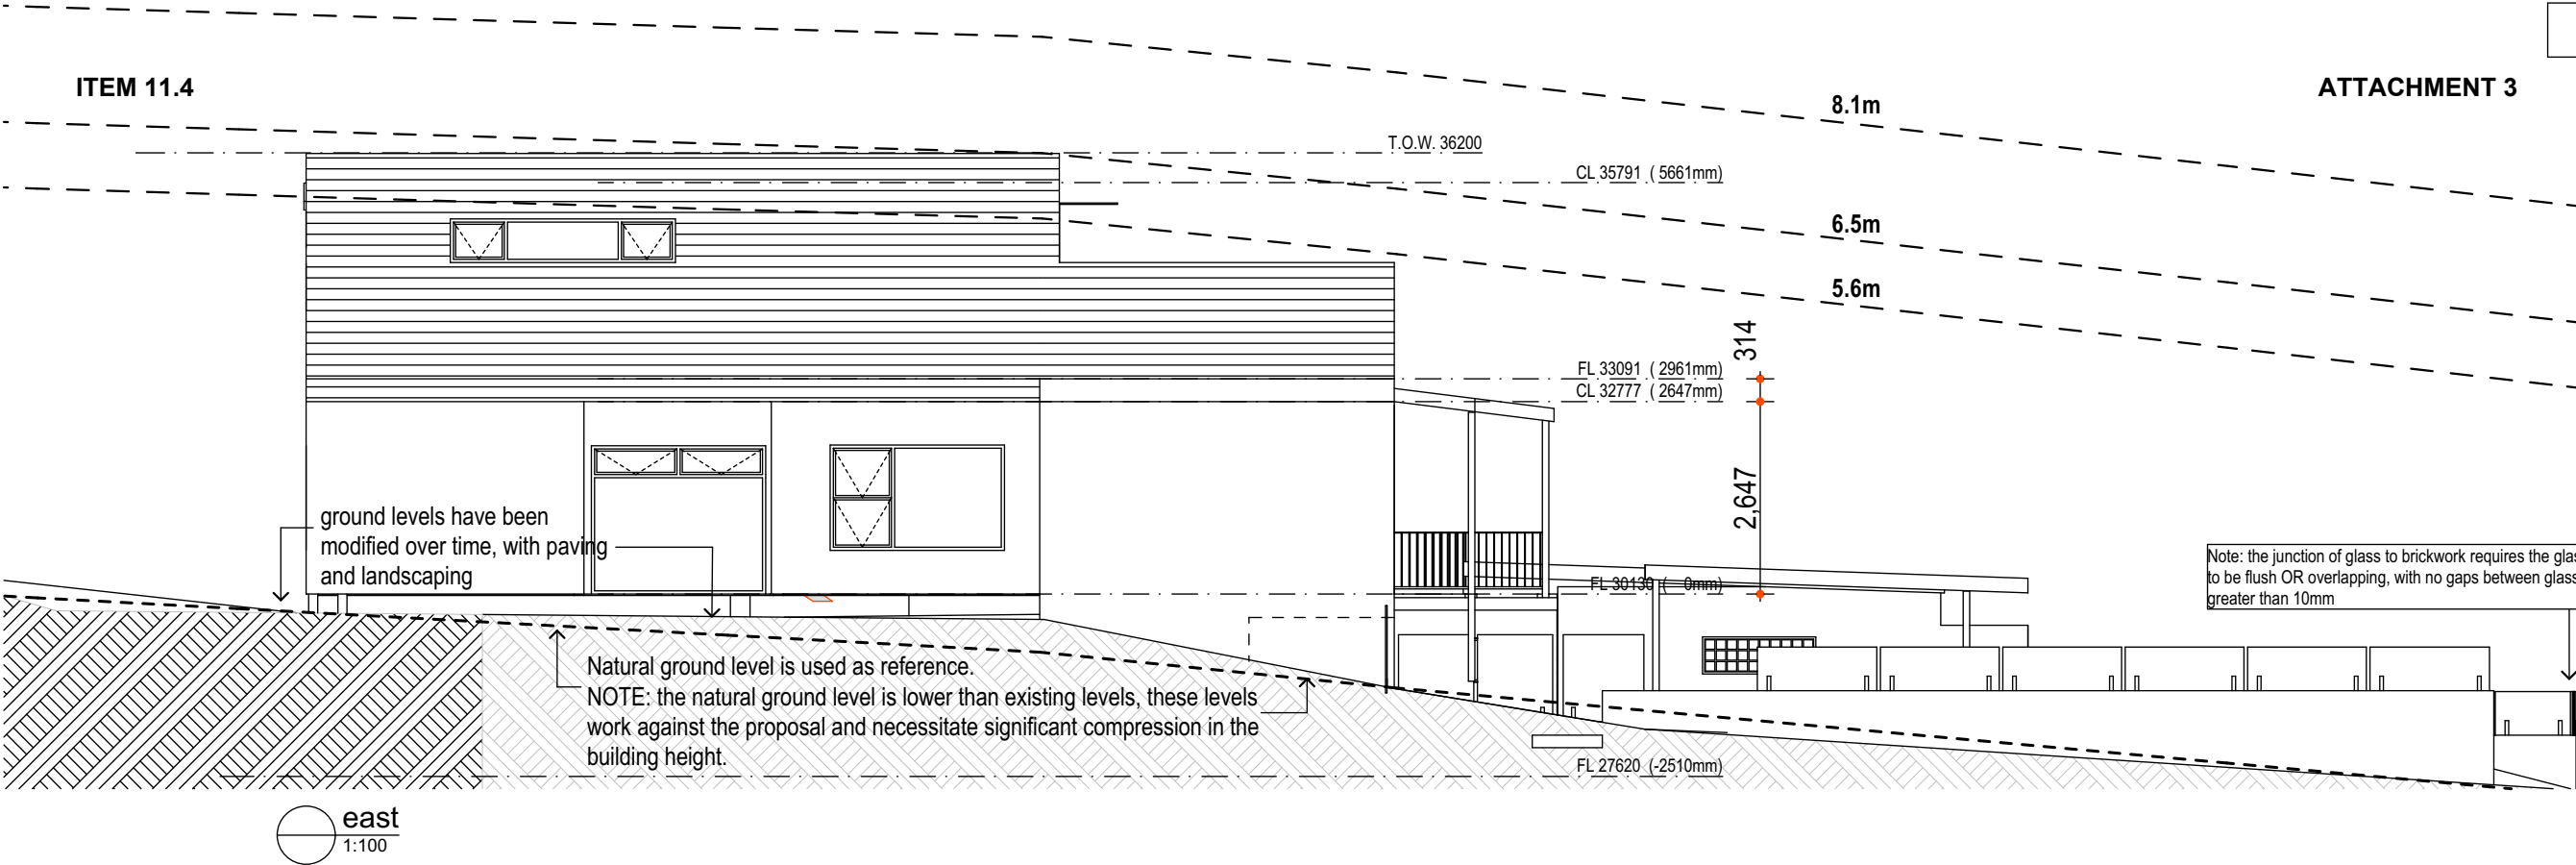 ITEM 11.4
ATTACHMENT 3
8.1m
T.O.W. 36200
CL 35791 ( 5661mm)
6.5m
5.6m
314
FL 33091 ( 2961mm)
CL 32777 ( 2647mm)
2,647
ground levels have been
modified over time, with paving
and landscaping
FL 30130 ( 0mm)
Note: the junction of glass to brickwork requires the glas
to be flush OR overlapping, with no gaps between glass
greater than 10mm
Natural ground level is used as reference.
NOTE: the natural ground level is lower than existing levels, these levels
work against the proposal and necessitate significant compression in the
building height.
FL 27620 (-2510mm)
east
1:100